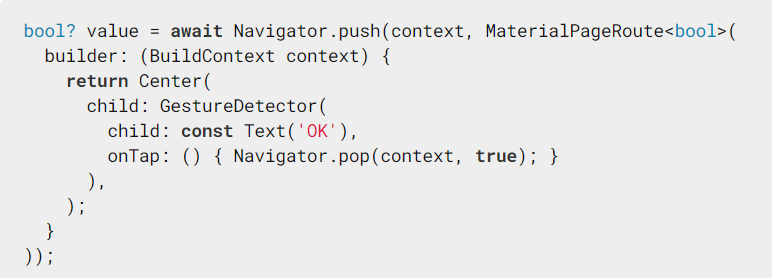 bool? value = await Navigator.push(context, MaterialPageRoute<bool>(
  builder: (BuildContext context) {
    return Center(
      child: GestureDetector(
        child: const Text('OK'),
        onTap: () { Navigator.pop(context, true); }
      ),
    );
  }
));